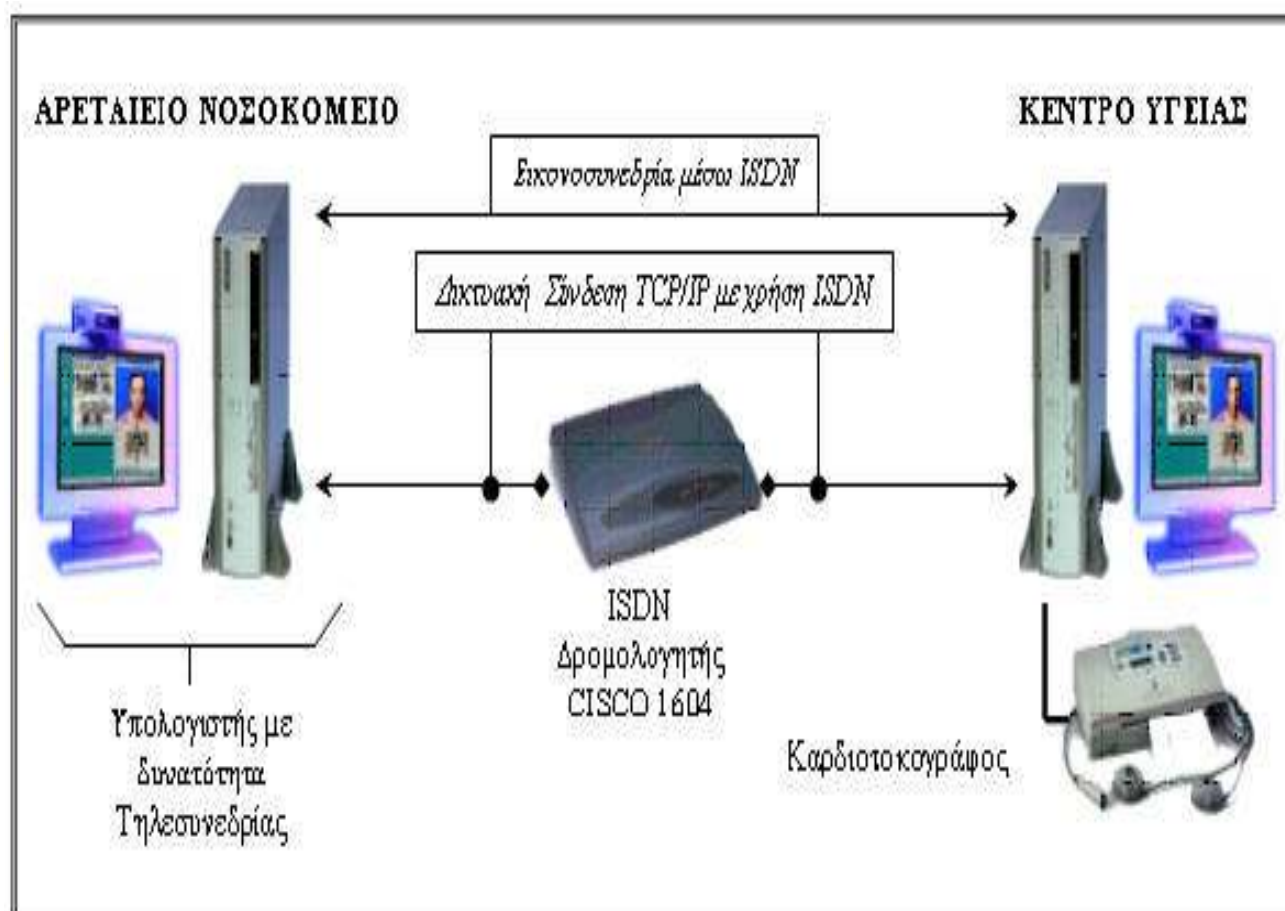 ΑΡΕΤΑΙΕΙΟ ΝΟΣΟΚΟΜΕΙΟ
ΚΕΝΤΡΟ ΥΓΕΙΑΣ
Εικονοσυνεδρία μέσω ISDN
Δικτυακή Σύνδεση TCP/IP με χρήση ISDN
ISDN
Δρομολογητής
CISCO 1604
Υπολογιστής με
δυνατότητα
Τηλεσυνεδρίας
Καρδιοτοκογράφος